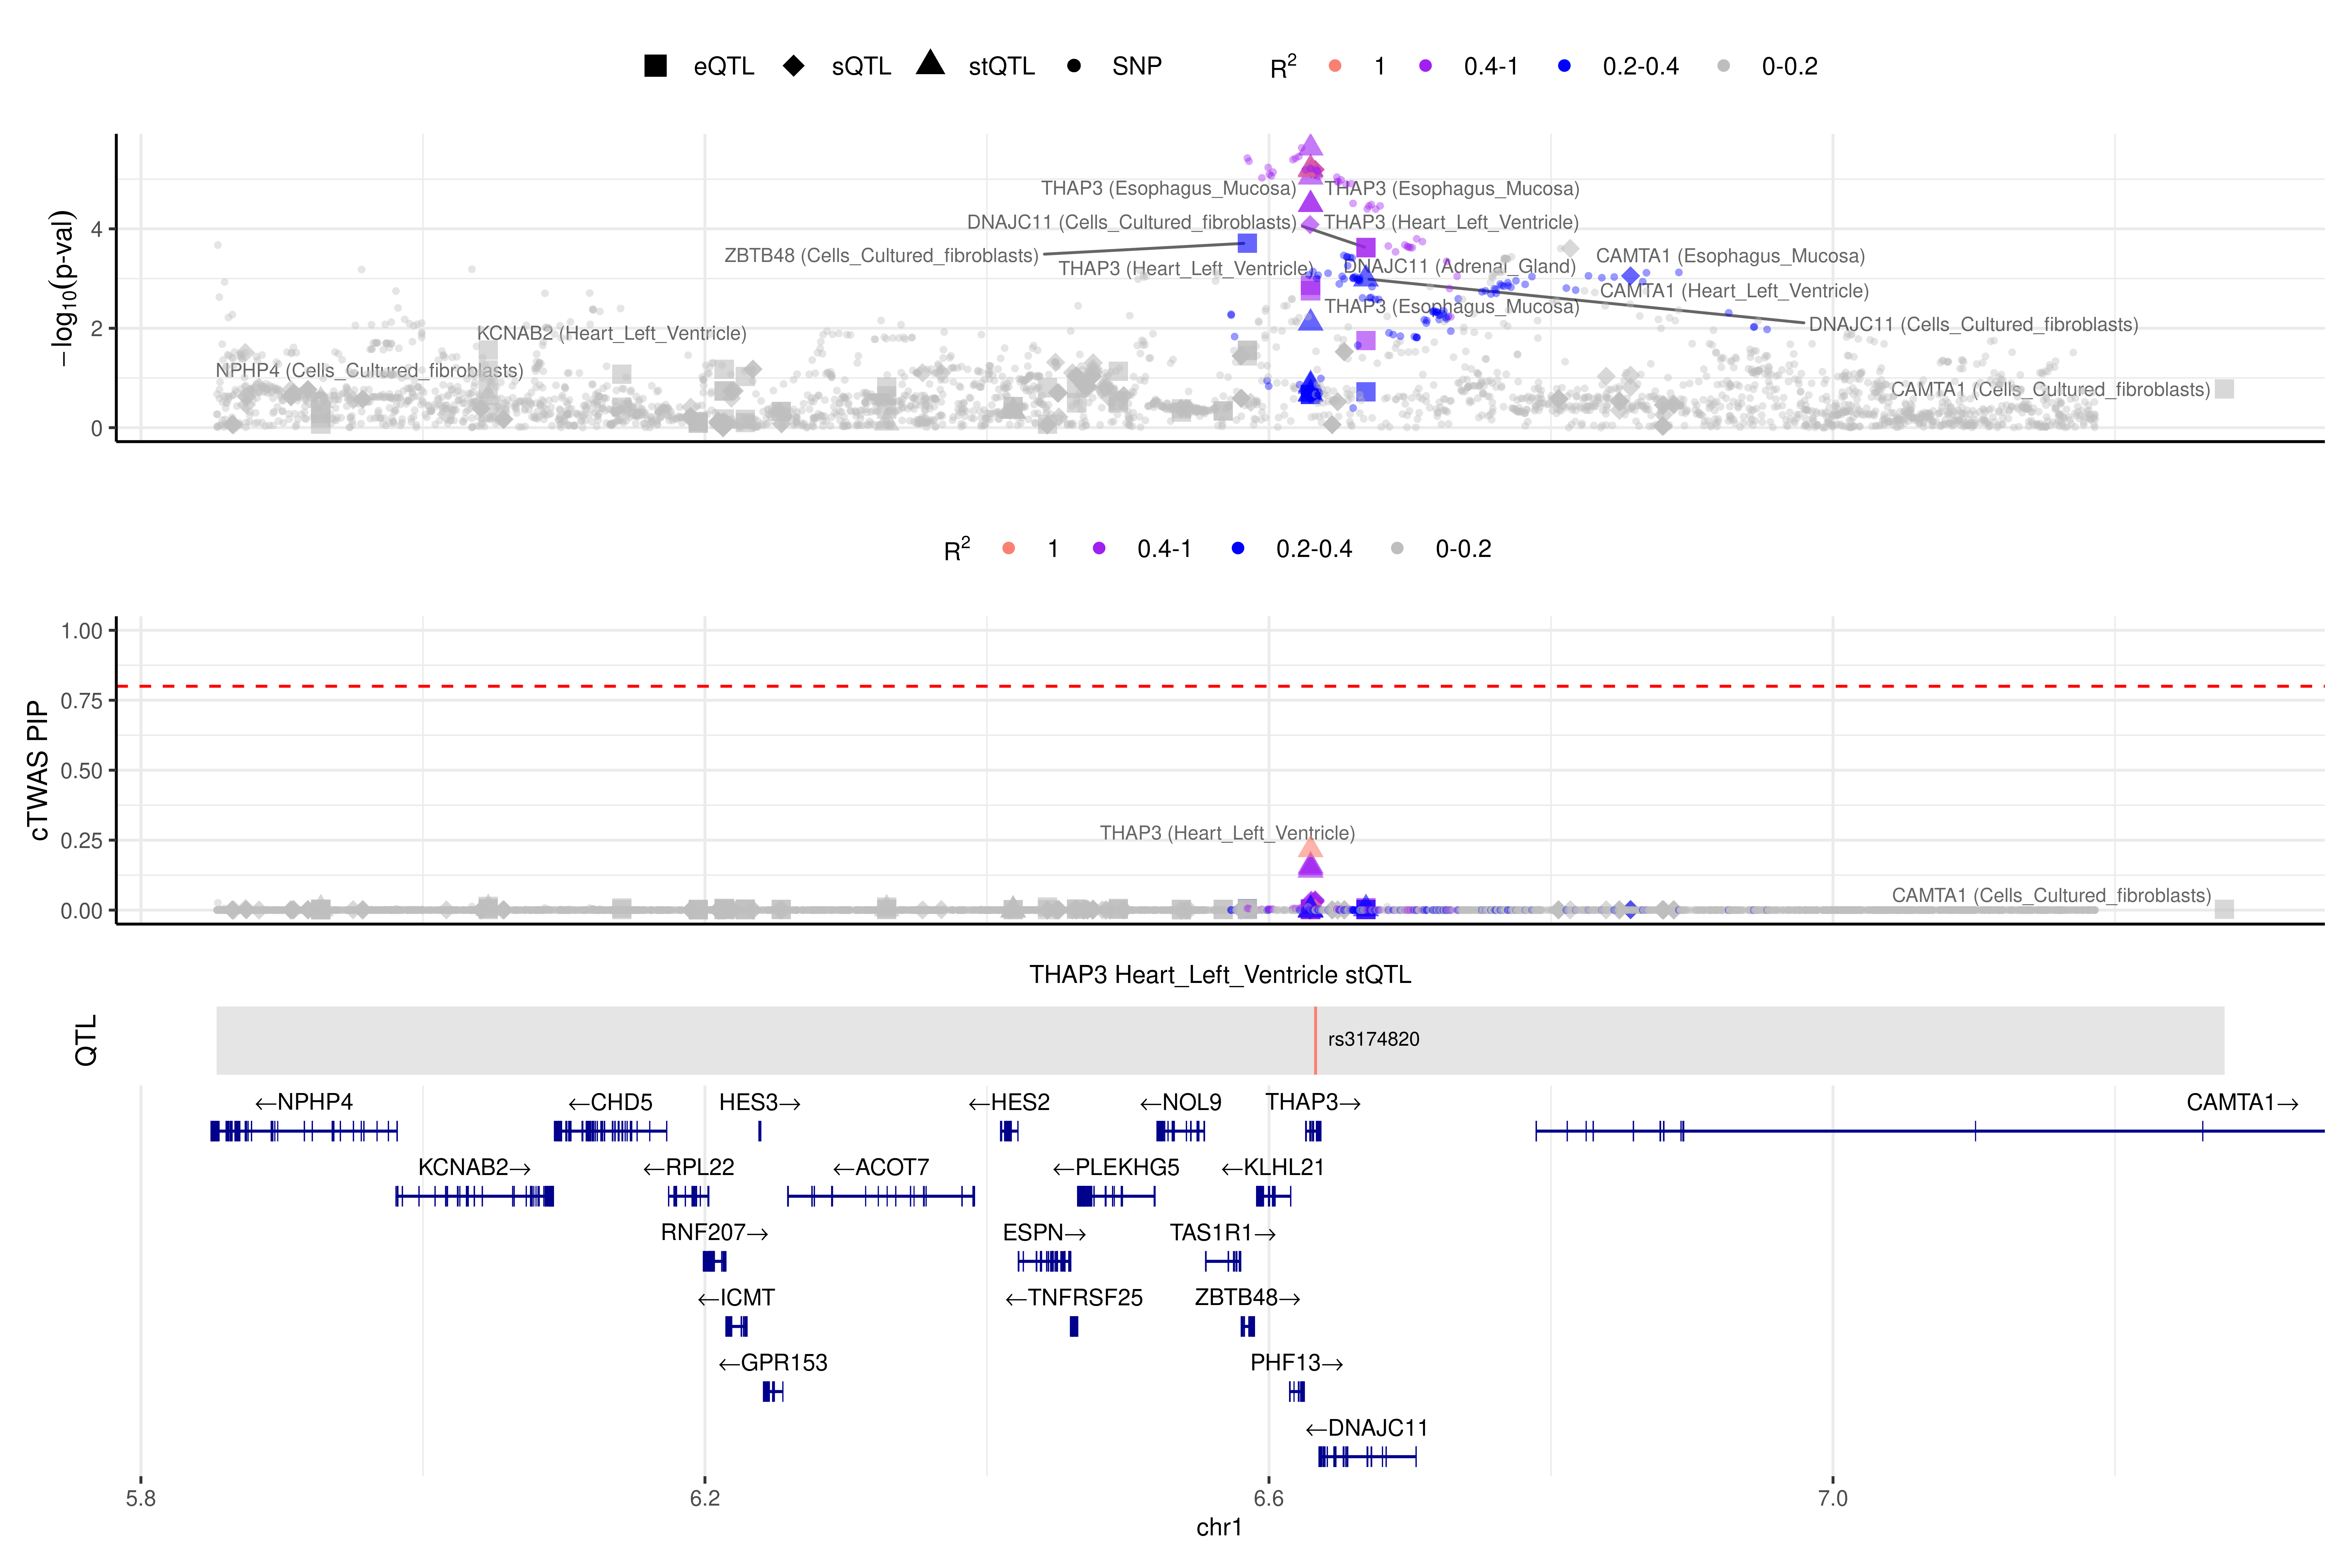 eQTL sQTL stQTL SNP R2 1 0.4-1 0.2-0.4 0-0.2
−log10(p-val)
4
2
0
THAP3 (Esophagus_Mucosa) THAP3 (Esophagus_Mucosa)
DNAJC11 (Cells_Cultured_fibroblasts) THAP3 (Heart_Left_Ventricle)
ZBTB48 (Cells_Cultured_fibroblasts) CAMTA1 (Esophagus_Mucosa)
THAP3 (Heart_Left_Ventricle) DNAJC11 (Adrenal_Gland)
CAMTA1 (Heart_Left_Ventricle)
THAP3 (Esophagus_Mucosa)
DNAJC11 (Cells_Cultured_fibroblasts)
KCNAB2 (Heart_Left_Ventricle)
NPHP4 (Cells_Cultured_fibroblasts)
CAMTA1 (Cells_Cultured_fibroblasts)
R2 1 0.4-1 0.2-0.4 0-0.2
cTWAS PIP
1.00
0.75
0.50
0.25
0.00
THAP3 (Heart_Left_Ventricle)
CAMTA1 (Cells_Cultured_fibroblasts)
THAP3 Heart_Left_Ventricle stQTL
QTL
rs3174820
←NPHP4 ←CHD5 HES3→ ←HES2 ←NOL9 THAP3→ CAMTA1→
KCNAB2→ ←RPL22 ←ACOT7 ←PLEKHG5 ←KLHL21
RNF207→ ESPN→ TAS1R1→
←ICMT ←TNFRSF25 ZBTB48→
←GPR153 PHF13→
←DNAJC11
5.8 6.2 6.6 7.0
chr1